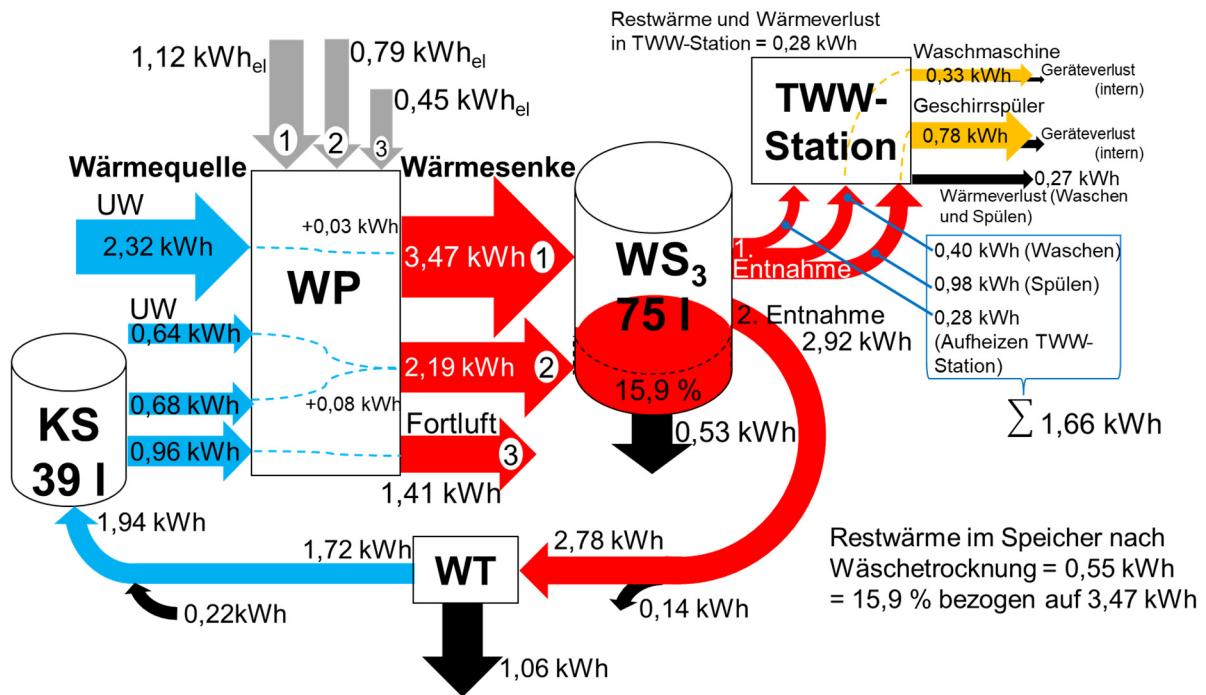 Restwärme und Wärmeverlust
in TWW-Station = 0,28 kWh
1,12 kWhel
0,79 kWhel
0,45 kWhel
1
2
3
Waschmaschine
0,33 kWh
Geräteverlust
(intern)
TWW-
Station
Geschirrspüler
0,78 kWh
Geräteverlust
(intern)
0,27 kWh
Wärmeverlust (Waschen
und Spülen)
Wärmequelle
Wärmesenke
UW
2,32 kWh
+0,03 kWh
WP
3,47 kWh
1
WS3
75 l
1.
Entnahme
0,40 kWh (Waschen)
0,98 kWh (Spülen)
0,28 kWh
(Aufheizen TWW-
Station)
∑ 1,66 kWh
UW
0,64 kWh
0,68 kWh
0,96 kWh
KS
39 l
2,19 kWh
2
+0,08 kWh
Fortluft
3
1,41 kWh
2. Entnahme
2,92 kWh
15,9 %
0,53 kWh
1,94 kWh
1,72 kWh
WT
2,78 kWh
0,22kWh
0,14 kWh
1,06 kWh
Restwärme im Speicher nach
Wäschetrocknung = 0,55 kWh
= 15,9 % bezogen auf 3,47 kWh